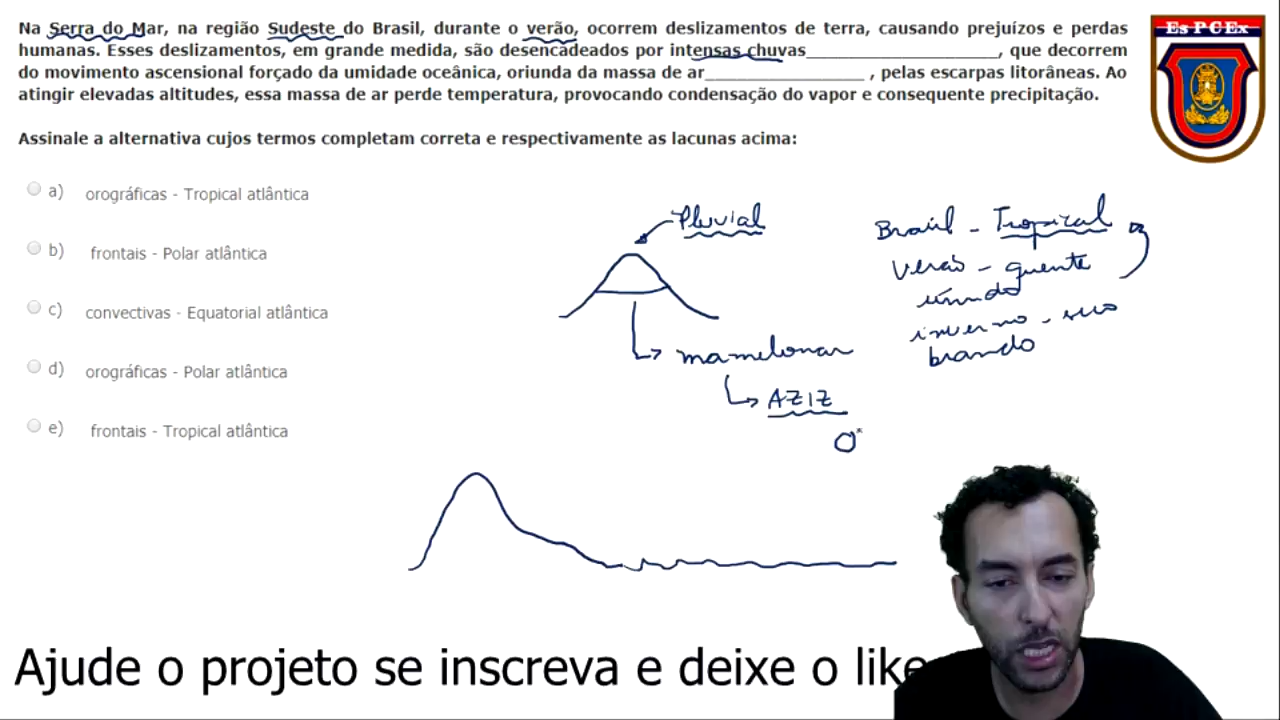 Na Serra do Mar, na região Sudeste do Brasil, durante o verão, ocorrem deslizamentos de terra, causando prejuízos e perdas
humanas. Esses deslizamentos, em grande medida, são desencadeados por intensas chuvas____________________, que decorrem
do movimento ascensional forçado da umidade oceânica, oriunda da massa de ar_________________ , pelas escarpas litorâneas. Ao
atingir elevadas altitudes, essa massa de ar perde temperatura, provocando condensação do vapor e consequente precipitação.
Assinale a alternativa cujos termos completam correta e respectivamente as lacunas acima:
EsPCEx
a) orográficas - Tropical atlântica
b) frontais - Polar atlântica
c) convectivas - Equatorial atlântica
d) orográficas - Polar atlântica
e) frontais - Tropical atlântica
Pluvial
mamelonar
AZIZ
Brasil - Tropical
verão - quente
úmido
inverno - seco
brando
Ajude o projeto se inscreva e deixe o like